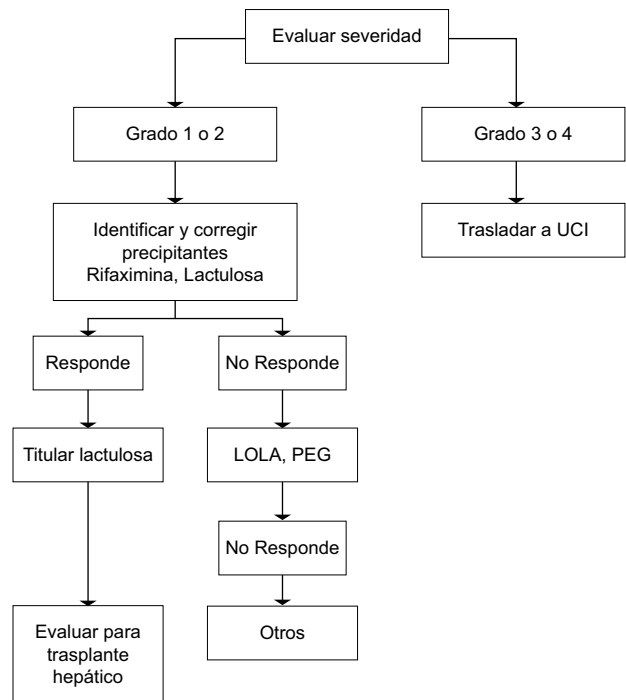 Evaluar severidad
Grado 1 o 2
Grado 3 o 4
Identificar y corregir
precipitantes
Rifaximina, Lactulosa
Trasladar a UCI
Responde
No Responde
Titular lactulosa
LOLA, PEG
No Responde
Evaluar para
trasplante
hepático
Otros